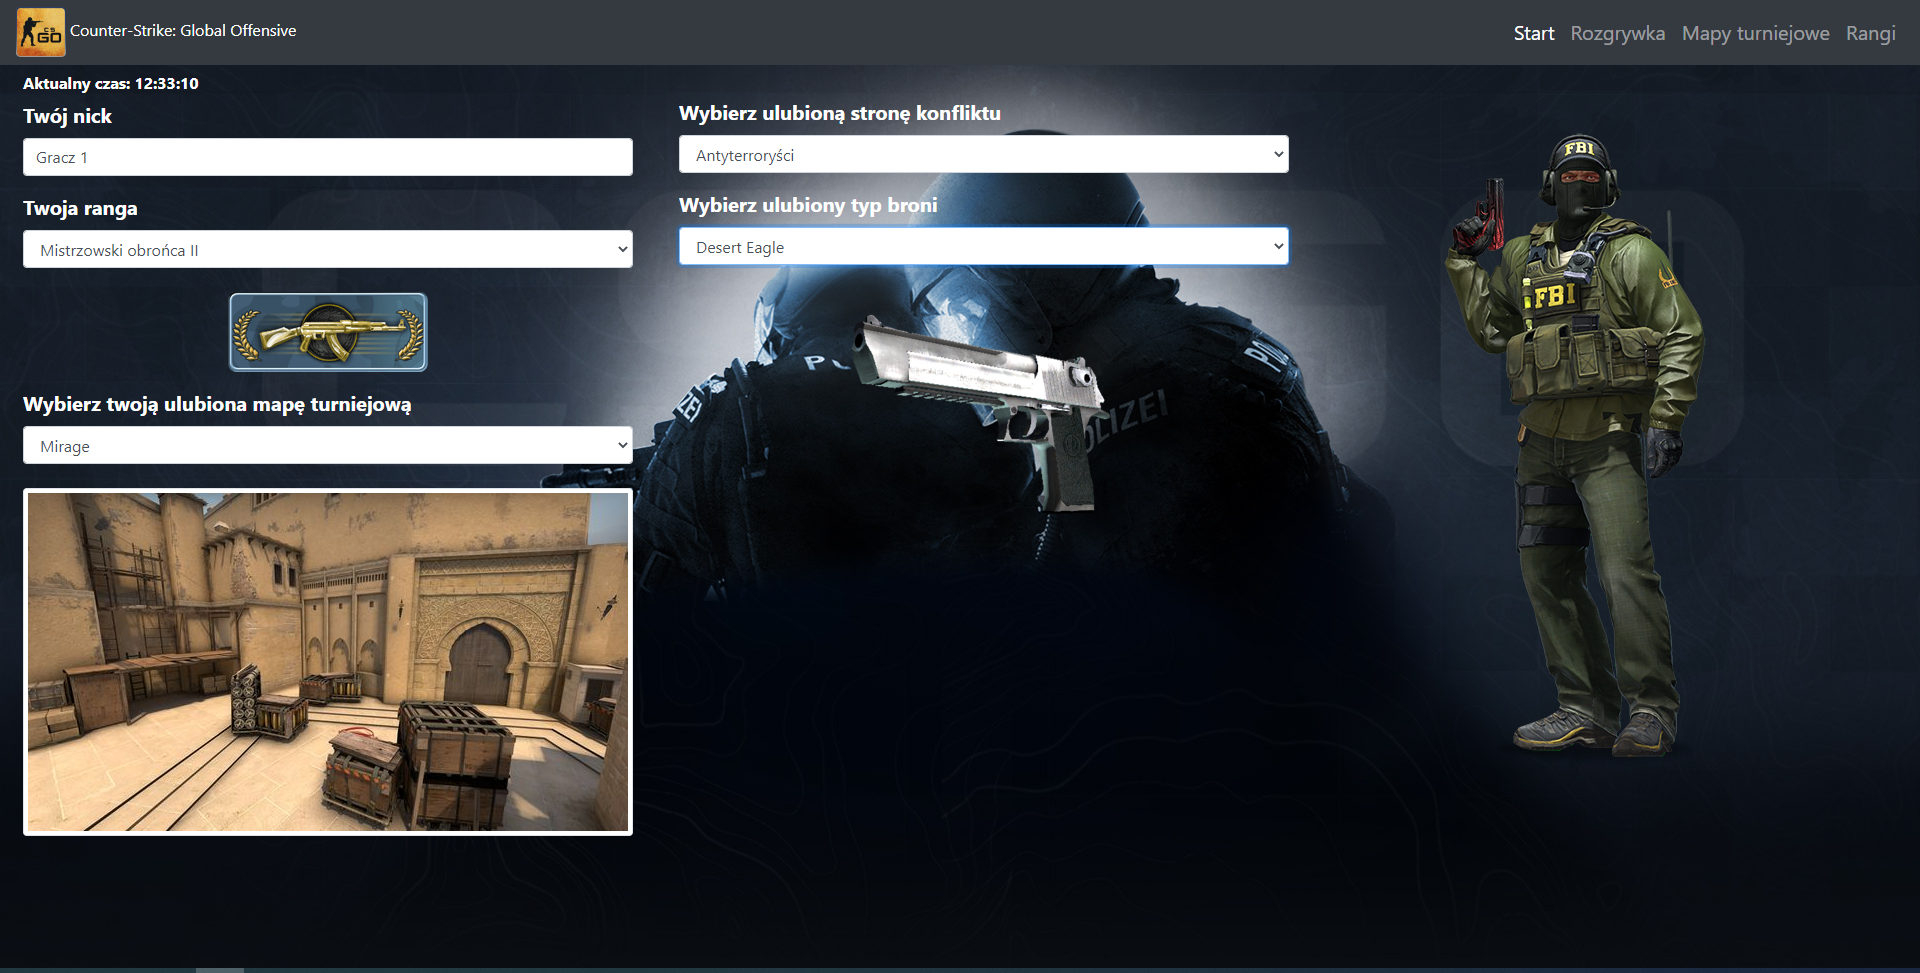 CS
GO
Counter-Strike: Global Offensive
Start
Rozgrywka
Mapy turniejowe
Rangi
Aktualny czas: 12:33:10
Twój nick
Gracz 1
Twoja ranga
Mistrzowski obrońca II
Wybierz twoją ulubiona mapę turniejową
Mirage
Wybierz ulubioną stronę konfliktu
Antyterroryści
Wybierz ulubiony typ broni
Desert Eagle
FBI
FBI